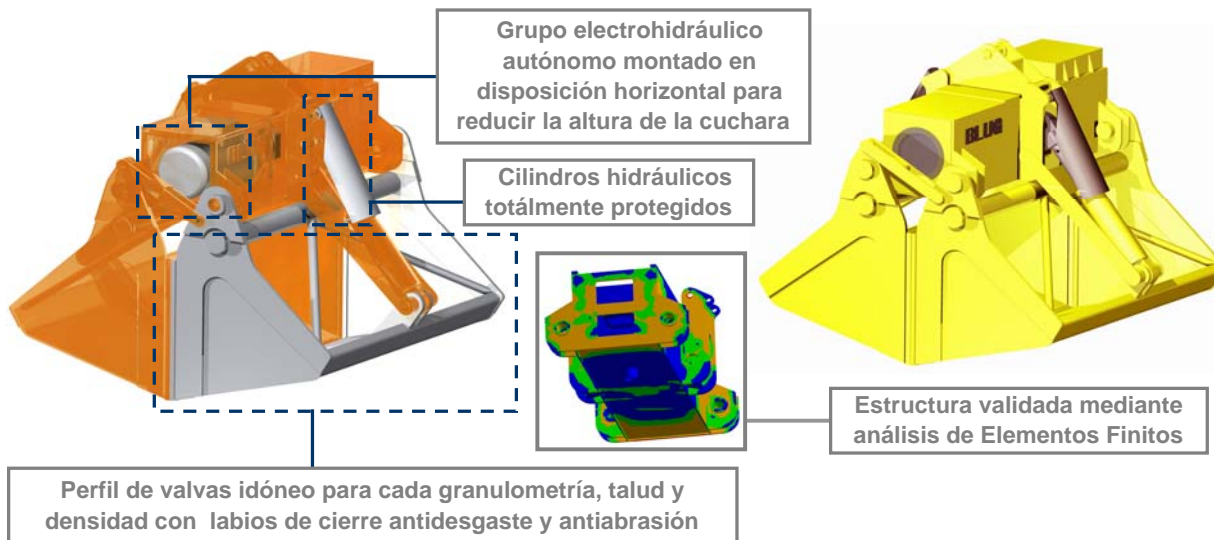 Grupo electrohidráulico
autónomo montado en
disposición horizontal para
reducir la altura de la cuchara
Cilindros hidráulicos
totálmente protegidos
BLUG
Estructura validada mediante
análisis de Elementos Finitos
Perfil de valvas idóneo para cada granulometría, talud y
densidad con labios de cierre antidesgaste y antiabrasión